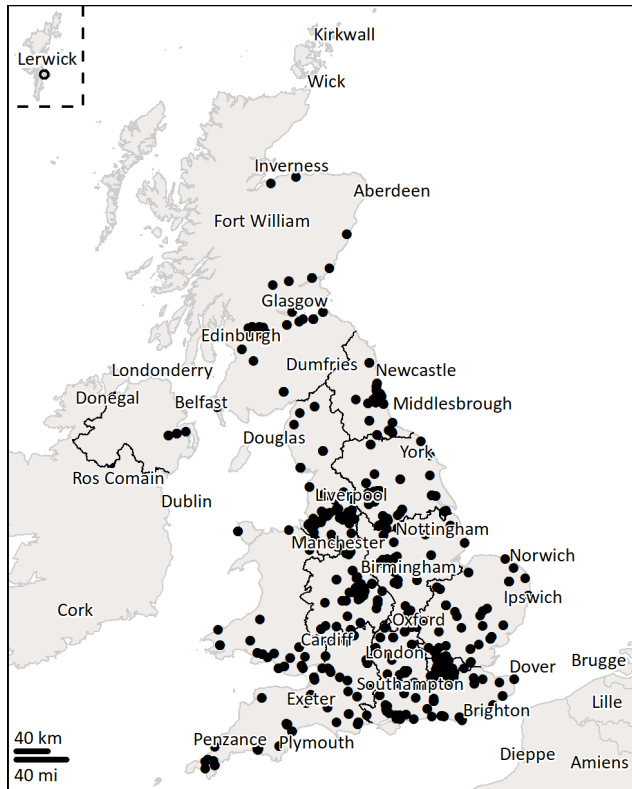 Kirkwall
Lerwick
Wick
Inverness
Aberdeen
Fort William
Glasgow
Edinburgh
Londonderry
Dumfries
Newcastle
Donegal
Belfast
Middlesbrough
Douglas
York
Ros Comain
Liverpool
Dublin
Nottingham
Manchester
Norwich
Birmingham
Ipswich
Cork
Oxford
Cardiff
London
Brugge
Dover
Southampton
Exeter
Lille
Brighton
40 km
Penzance
Plymouth
Dieppe
Amiens
40 mi